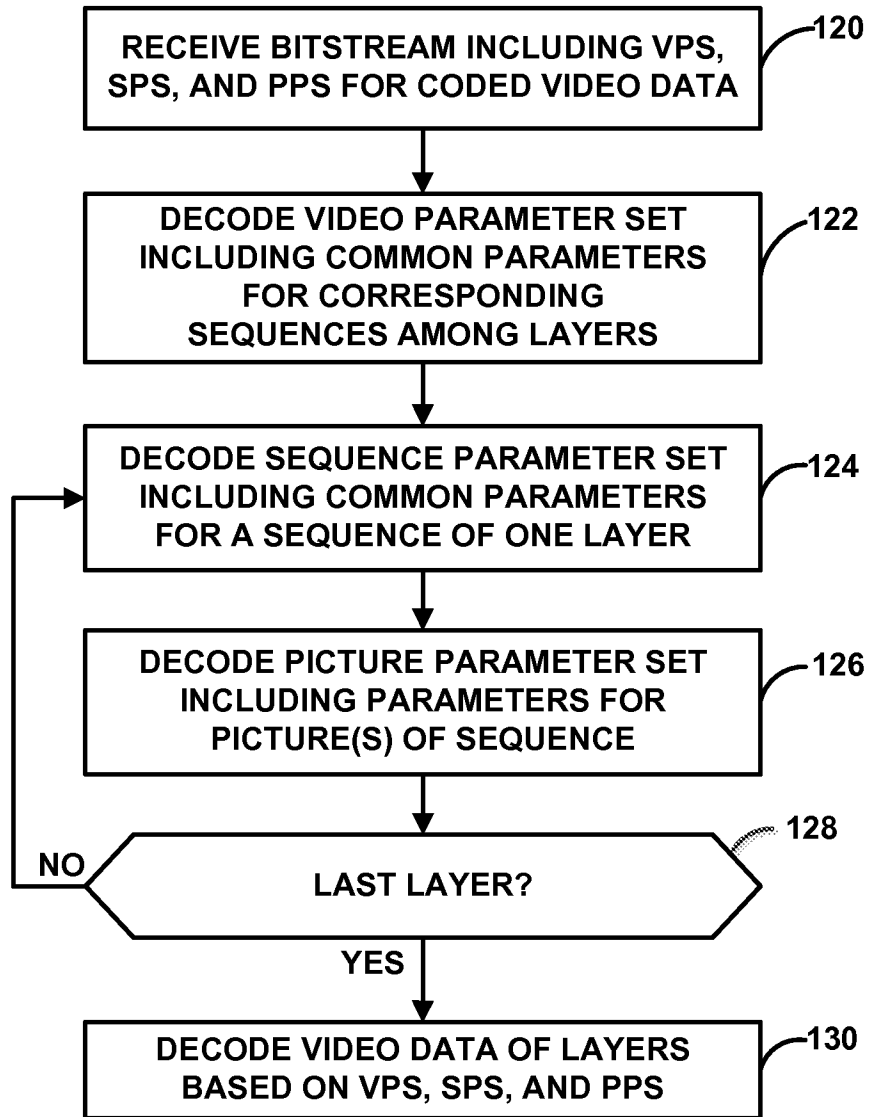 RECEIVE BITSTREAM INCLUDING VPS,
SPS, AND PPS FOR CODED VIDEO DATA
120
DECODE VIDEO PARAMETER SET
INCLUDING COMMON PARAMETERS
FOR CORRESPONDING
SEQUENCES AMONG LAYERS
122
DECODE SEQUENCE PARAMETER SET
INCLUDING COMMON PARAMETERS
FOR A SEQUENCE OF ONE LAYER
124
DECODE PICTURE PARAMETER SET
INCLUDING PARAMETERS FOR
PICTURE(S) OF SEQUENCE
126
LAST LAYER?
128
NO
YES
DECODE VIDEO DATA OF LAYERS
BASED ON VPS, SPS, AND PPS
130